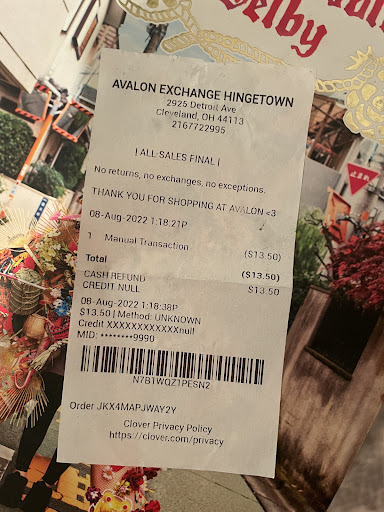 Selby
AVALON EXCHANGE HINGETOWN
2925 Detroit Ave
Cleveland, OH 44113
2167722995
! ALL SALES FINAL !
No returns, no exchanges, no exceptions.
THANK YOU FOR SHOPPING AT AVALON <3
08-Aug-2022 1:18:21P
1 Manual Transaction ($13.50)
Total ($13.50)
CASH REFUND $13.50
CREDIT NULL
08-Aug-2022 1:18:38P
$13.50 | Method: UNKNOWN
Credit XXXXXXXXXXXXnull
MID: ********9990
N7B1WQZ1PESN2
Order JKX4MAPJWAY2Y
Clover Privacy Policy
https://clover.com/privacy